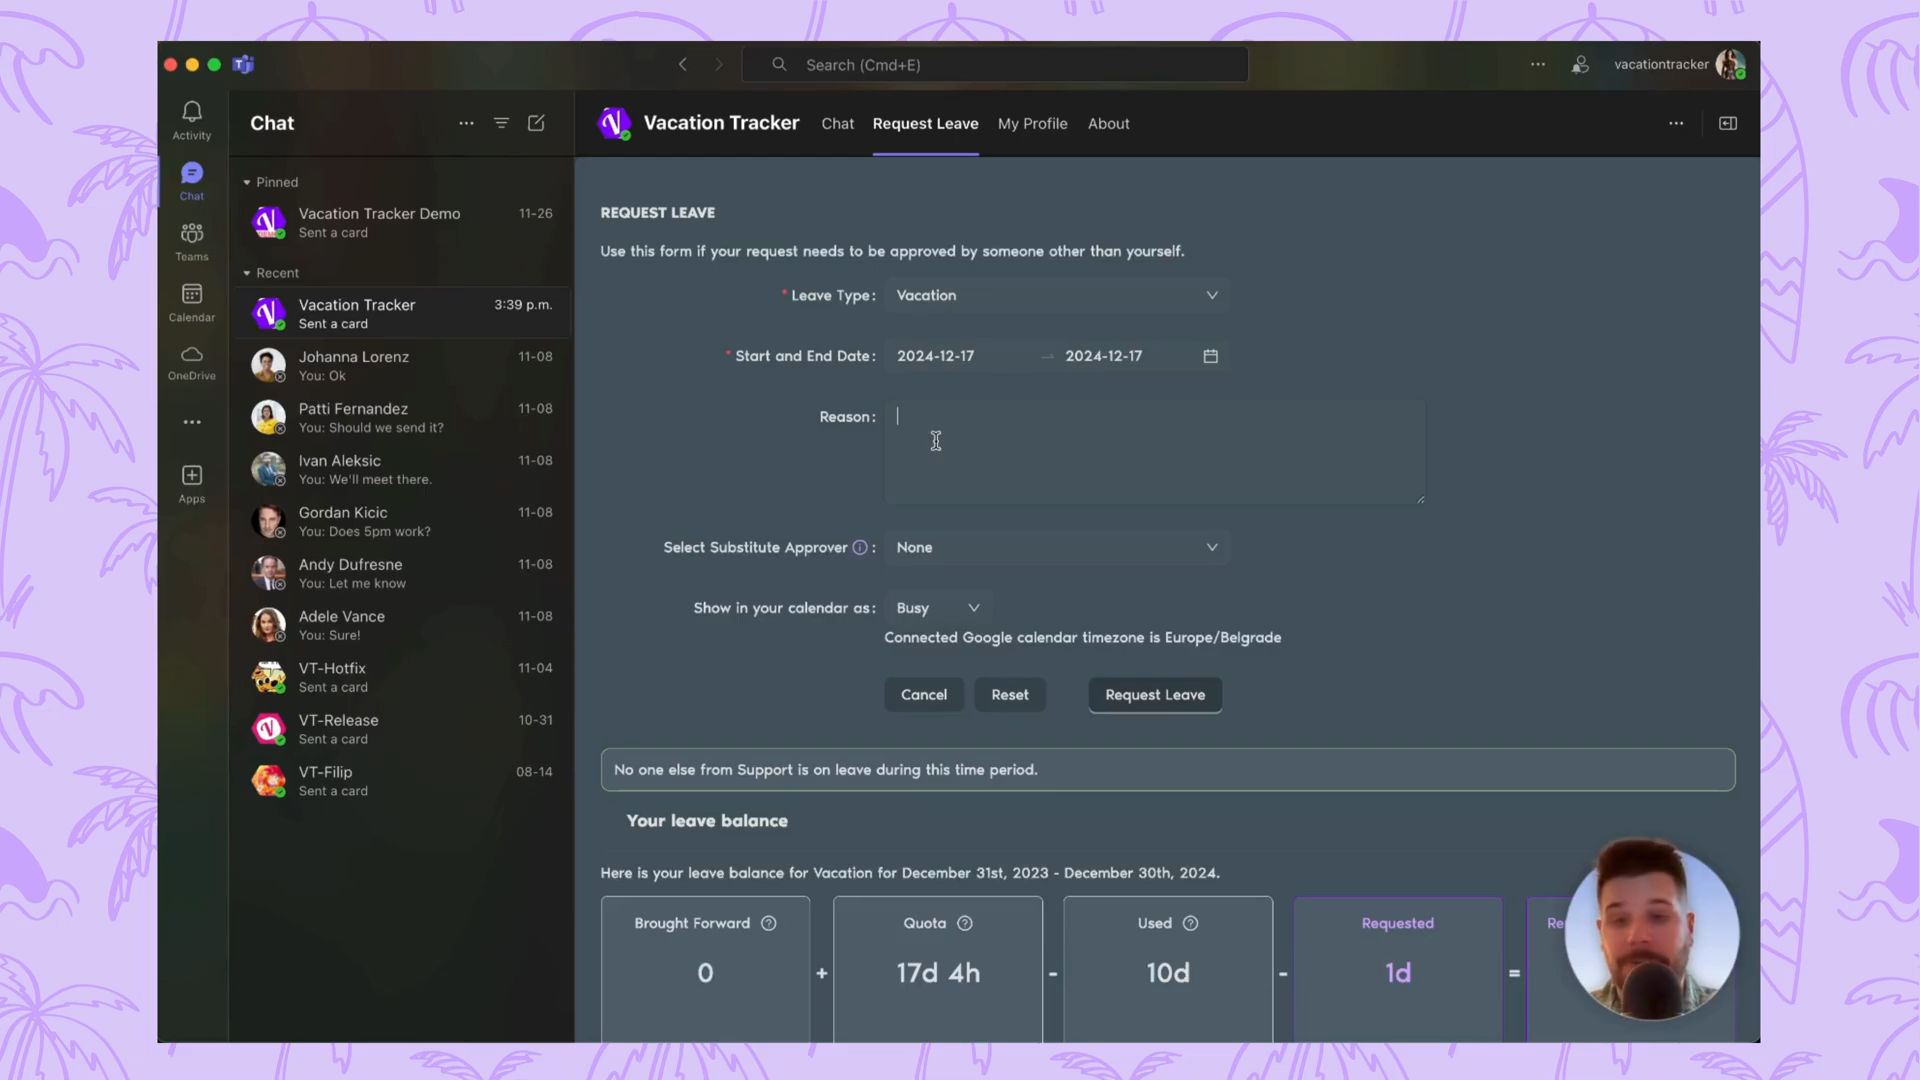 Search (Cmd+E)
vacationtracker
Activity
Chat
Teams
Calendar
OneDrive
Apps
Chat
Pinned
Vacation Tracker Demo 11-26
Sent a card
Recent
Vacation Tracker 3:39 p.m.
Sent a card
Johanna Lorenz 11-08
You: Ok
Patti Fernandez 11-08
You: Should we send it?
Ivan Aleksic 11-08
You: We'll meet there.
Gordan Kicic 11-08
You: Does 5pm work?
Andy Dufresne 11-08
You: Let me know
Adele Vance 11-08
You: Sure!
VT-Hotfix 11-04
Sent a card
VT-Release 10-31
Sent a card
VT-Filip 08-14
Sent a card
Vacation Tracker Chat Request Leave My Profile About
REQUEST LEAVE
Use this form if your request needs to be approved by someone other than yourself.
* Leave Type: Vacation
* Start and End Date: 2024-12-17 → 2024-12-17
Reason:
Select Substitute Approver : None
Show in your calendar as: Busy
Connected Google calendar timezone is Europe/Belgrade
Cancel Reset Request Leave
No one else from Support is on leave during this time period.
Your leave balance
Here is your leave balance for Vacation for December 31st, 2023 - December 30th, 2024.
Brought Forward Quota Used Requested
0 + 17d 4h - 10d - 1d =